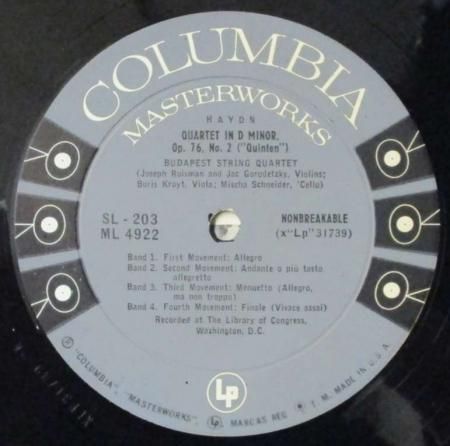 COLUMBIA
MASTERWORKS
HAYDN
QUARTET IN D MINOR,
Op. 76, No. 2 ("Quinten")
BUDAPEST STRING QUARTET
(Joseph Roisman and Jac Gorodetzky, Violins;
Boris Kroyt, Viola; Mischa Schneider, 'Cello)
SL - 203
ML 4922
NONBREAKABLE
(x"Lp"31739)
Band 1. First Movement: Allegro
Band 2. Second Movement: Andante o più tosto
allegretto
Band 3. Third Movement: Menuetto (Allegro,
ma non troppo)
Band 4. Fourth Movement: Finale (Vivace assai)
Recorded at The Library of Congress,
Washington, D.C.
"COLUMBIA", "MASTERWORKS", Lp MARCAS REG. T. M. MADE IN U.S.A.